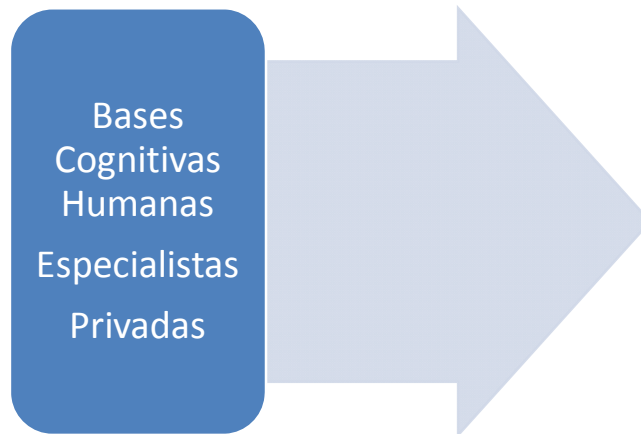 Bases
Cognitivas
Humanas
Especialistas
Privadas